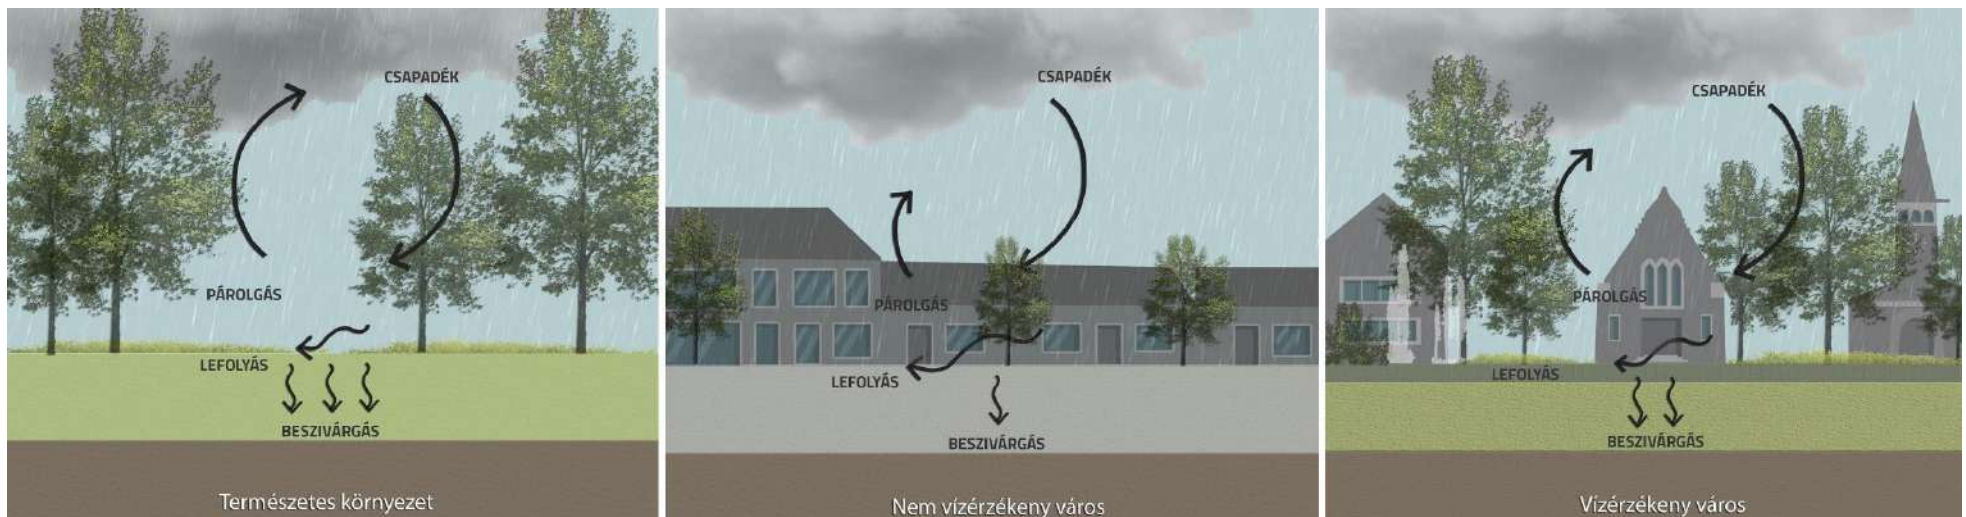 CSAPADÉK
PÁROLGÁS
LEFOLYÁS
BESZIVÁRGÁS
Természetes környezet
CSAPADÉK
PÁROLGÁS
LEFOLYÁS
BESZIVÁRGÁS
Nem vízérzékeny város
CSAPADÉK
PÁROLGÁS
LEFOLYÁS
BESZIVÁRGÁS
Vízérzékeny város